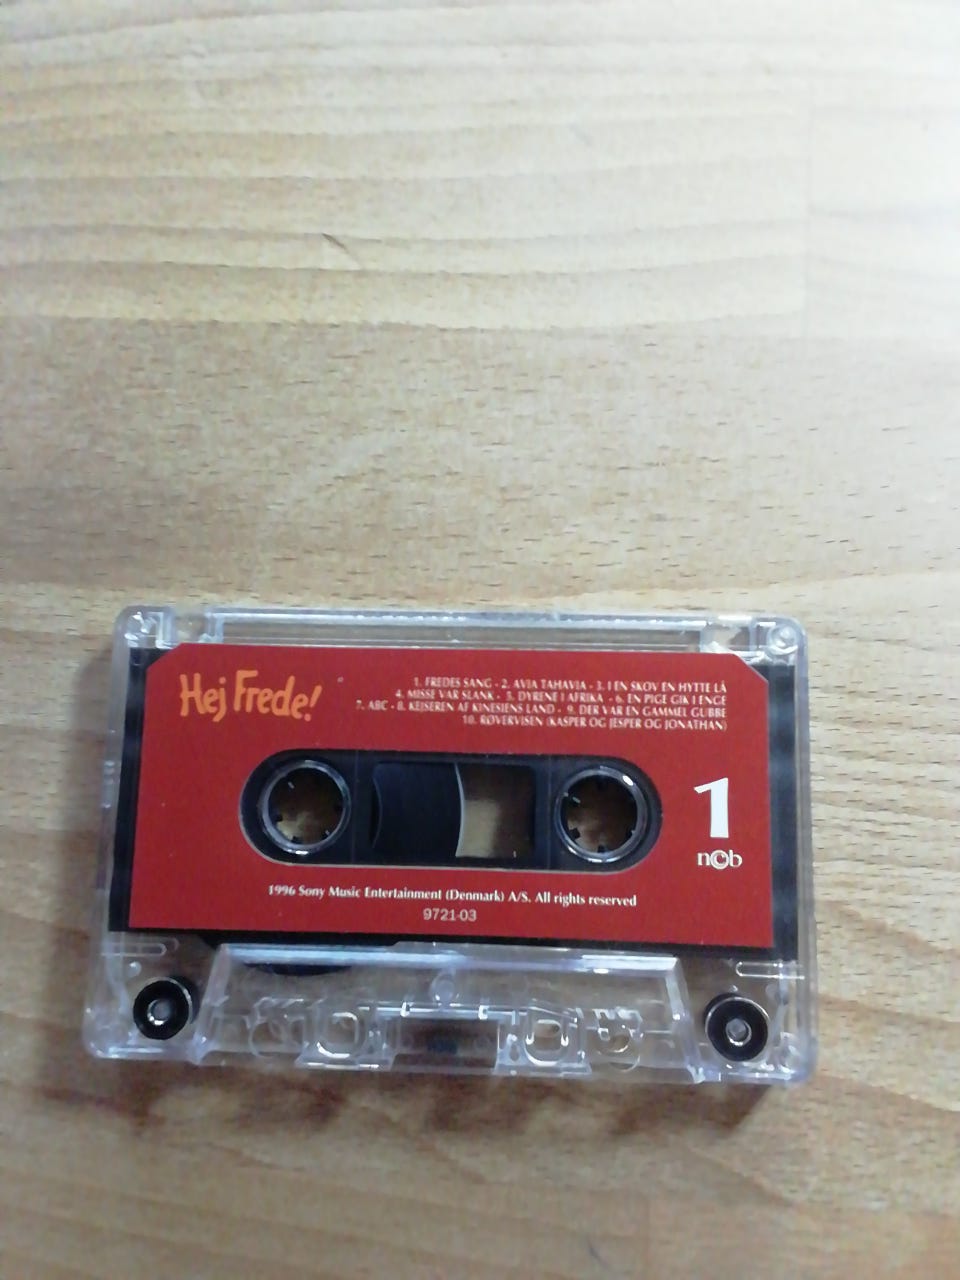 Hej Frede!
1. FREDES SANG - 2. AVIA TAHAVIA - 3. I EN SKOV EN HYTTE LÅ
4. MISSE VAR SLANK - 5. DYRENE I AFRIKA - 6. EN PIGE GIK I ENGE
7. ABC - 8. KEJSEREN AF KINESIENS LAND - 9. DER VAR EN GAMMEL GUBBE
10. RØVERVISEN (KASPER OG JESPER OG JONATHAN)
1
n©b
1996 Sony Music Entertainment (Denmark) A/S. All rights reserved
9721-03